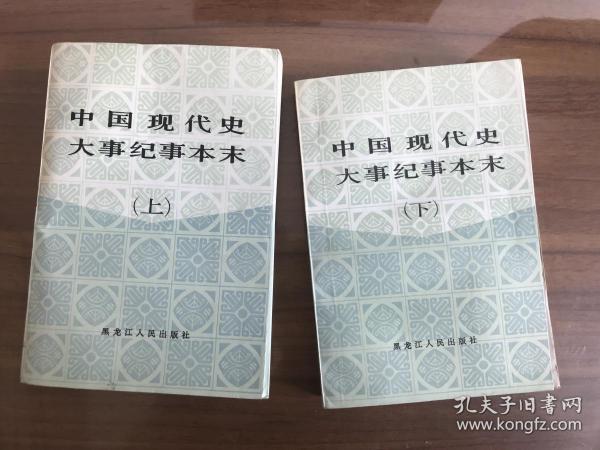 中国现代史
大事纪事本末
（上）
黑龙江人民出版社
中国现代史
大事纪事本末
（下）
黑龙江人民出版社
孔夫子旧书网
www.kongfz.com